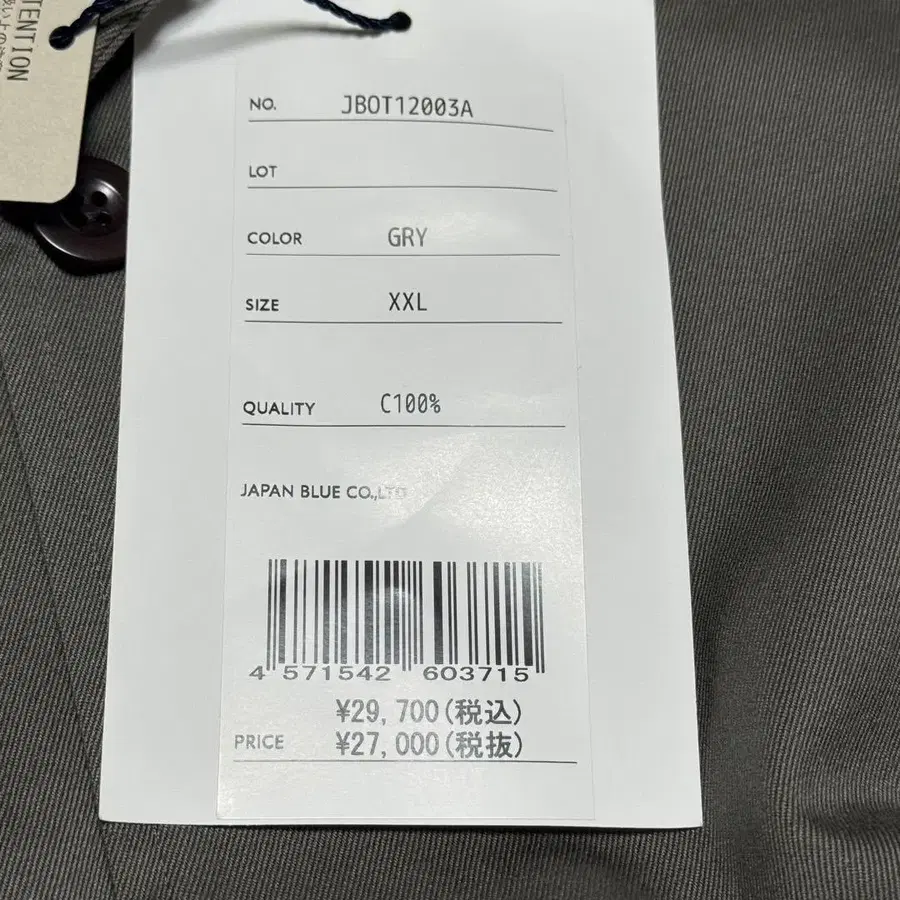 TENTION
NO. JBOT12003A
LOT
COLOR GRY
SIZE XXL
QUALITY C100%
JAPAN BLUE CO.,LTD
4 571542 603715
¥29,700(税込)
PRICE ¥27,000(税抜)